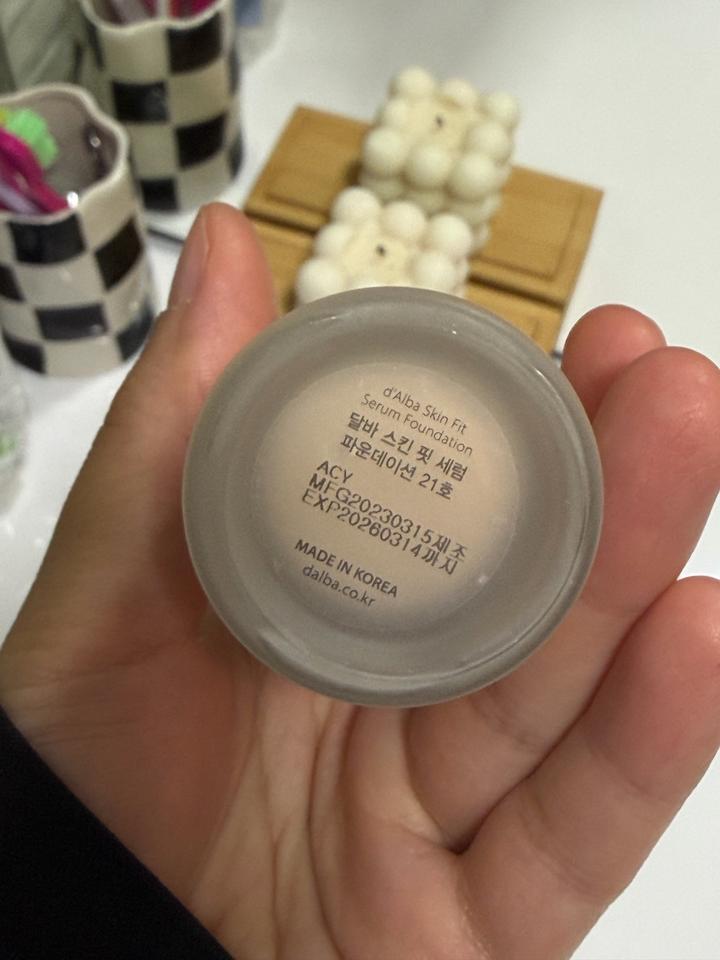 d'Alba Skin Fit
Serum Foundation
달바 스킨 핏 세럼
파운데이션 21호
ACY
MFG20230315제조
EXP20260314까지
MADE IN KOREA
dalba.co.kr